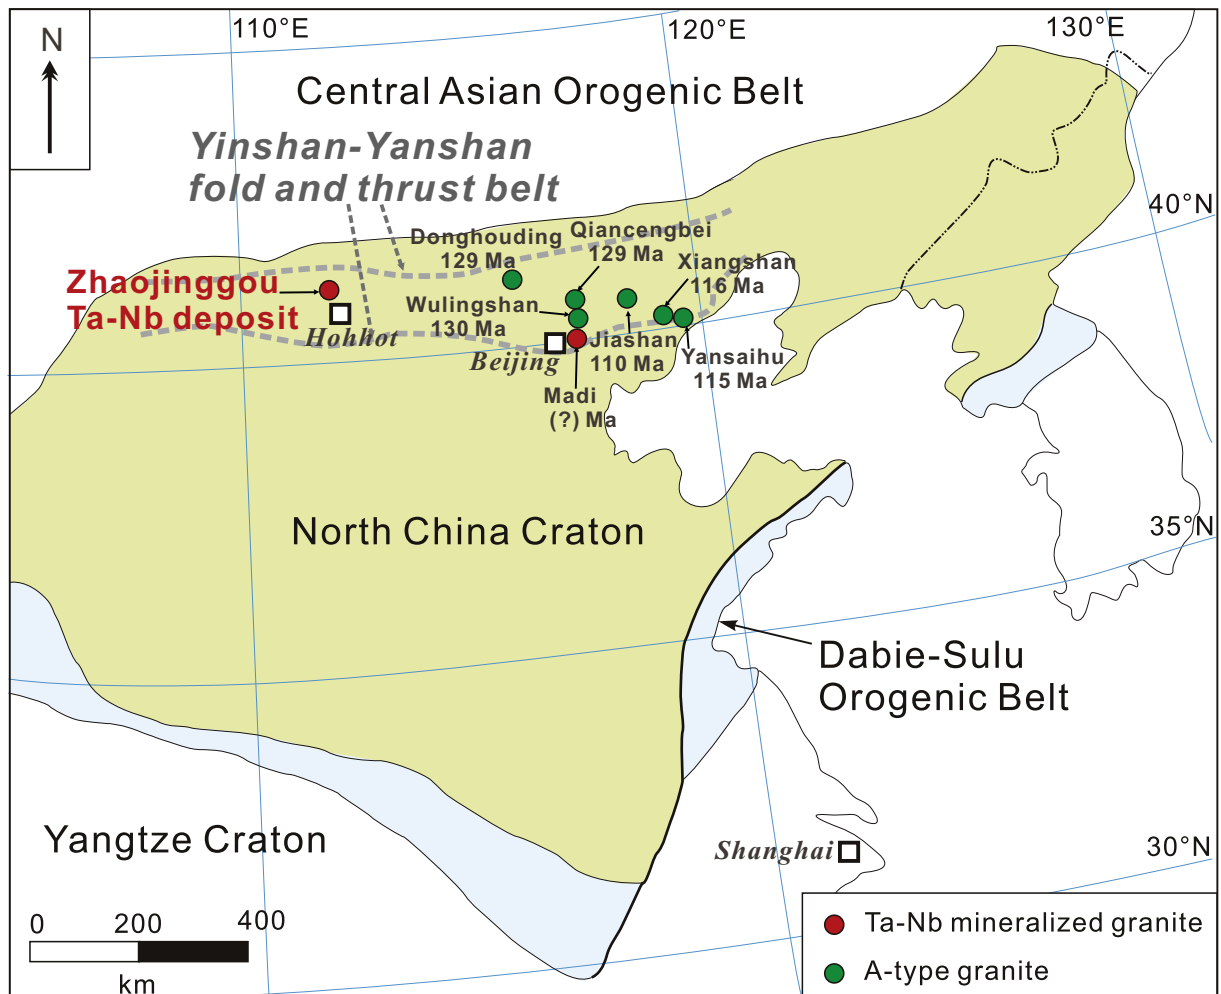 N
110°E
120°E
130°E
Central Asian Orogenic Belt
Yinshan-Yanshan
fold and thrust belt
40°N
Donghouding
129 Ma
Qiancengbei
129 Ma
Xiangshan
116 Ma
Zhaojinggou
Ta-Nb deposit
Wulingshan
130 Ma
Hohhot
Beijing
Jiashan
110 Ma
Yansaihu
115 Ma
Madi
(?) Ma
North China Craton
35°N
Dabie-Sulu
Orogenic Belt
Yangtze Craton
Shanghai
30°N
0 200 400
km
Ta-Nb mineralized granite
A-type granite